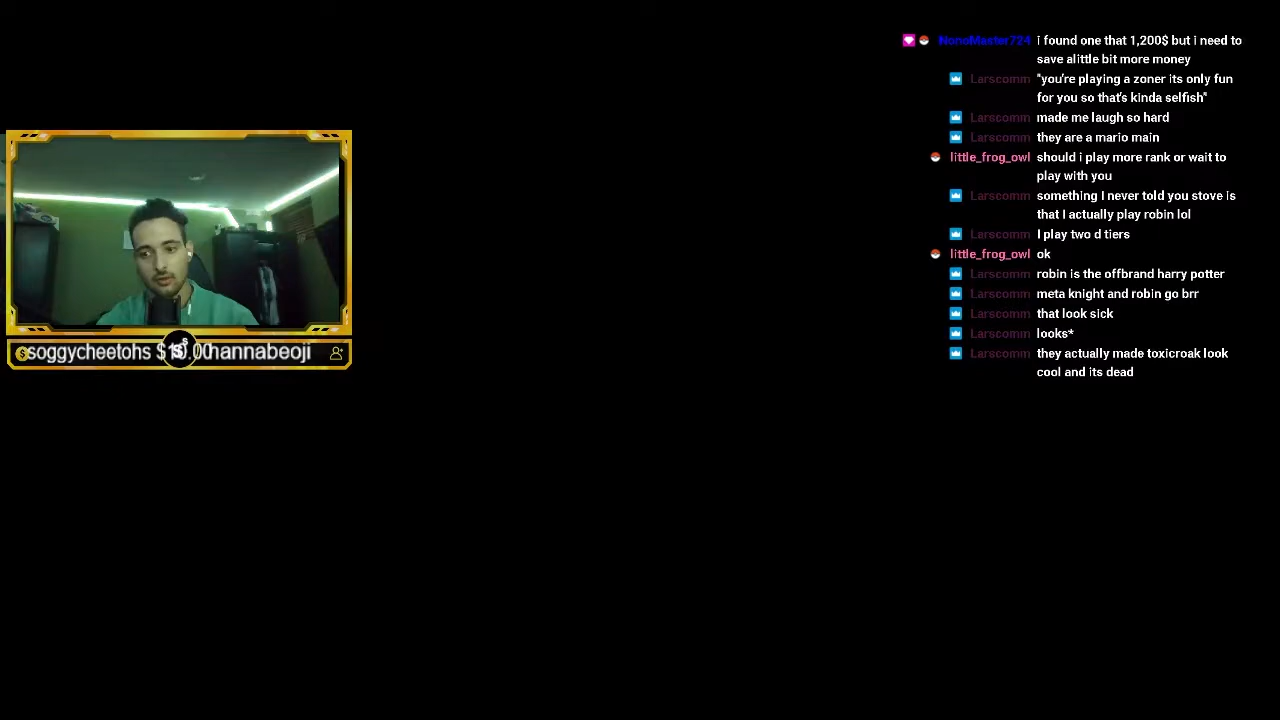 NonoMaster724 i found one that 1,200$ but i need to
save alittle bit more money
Larscomm "you're playing a zoner its only fun
for you so that's kinda selfish"
Larscomm made me laugh so hard
Larscomm they are a mario main
little_frog_owl should i play more rank or wait to
play with you
Larscomm something I never told you stove is
that I actually play robin lol
Larscomm I play two d tiers
little_frog_owl ok
Larscomm robin is the offbrand harry potter
Larscomm meta knight and robin go brr
Larscomm that look sick
Larscomm looks*
Larscomm they actually made toxicroak look
cool and its dead
soggycheetohs $10.00 hannabeoji